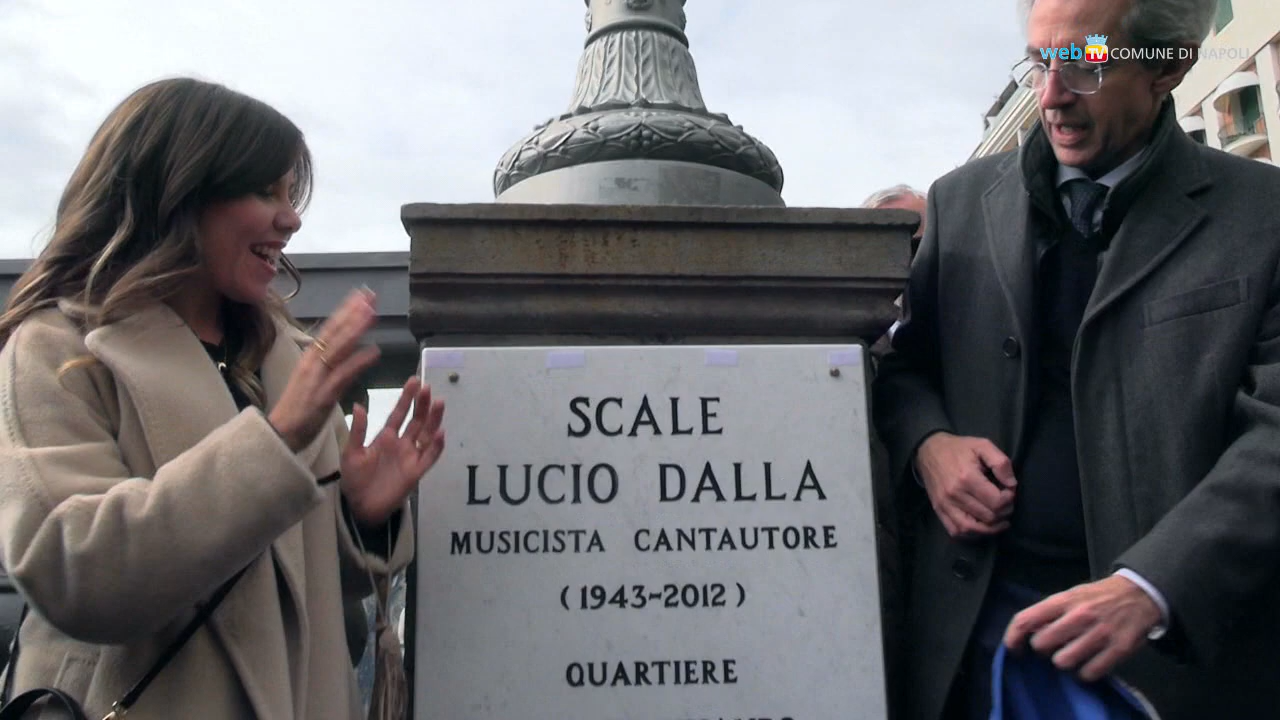 web TV COMUNE DI NAPOLI
SCALE
LUCIO DALLA
MUSICISTA CANTAUTORE
(1943-2012)
QUARTIERE